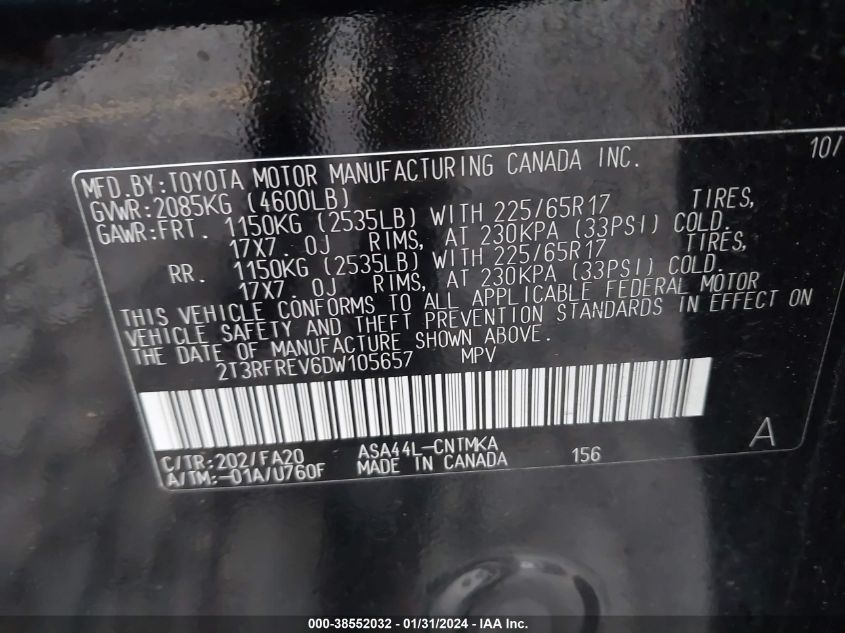 10/
MFD.BY:TOYOTA MOTOR MANUFACTURING CANADA INC.
GVWR:2085KG (4600LB)
GAWR:FRT. 1150KG (2535LB) WITH 225/65R17 TIRES,
17X7.0J RIMS, AT 230KPA (33PSI) COLD.
RR. 1150KG (2535LB) WITH 225/65R17 TIRES,
17X7.0J RIMS, AT 230KPA (33PSI) COLD.
THIS VEHICLE CONFORMS TO ALL APPLICABLE FEDERAL MOTOR
VEHICLE SAFETY AND THEFT PREVENTION STANDARDS IN EFFECT ON
THE DATE OF MANUFACTURE SHOWN ABOVE.
2T3RFREV6DW105657 MPV
C/TR:202/FA20 ASA44L-CNTMKA
A/TM:-01A/U760F MADE IN CANADA 156
A
000-38552032 - 01/31/2024 - IAA Inc.